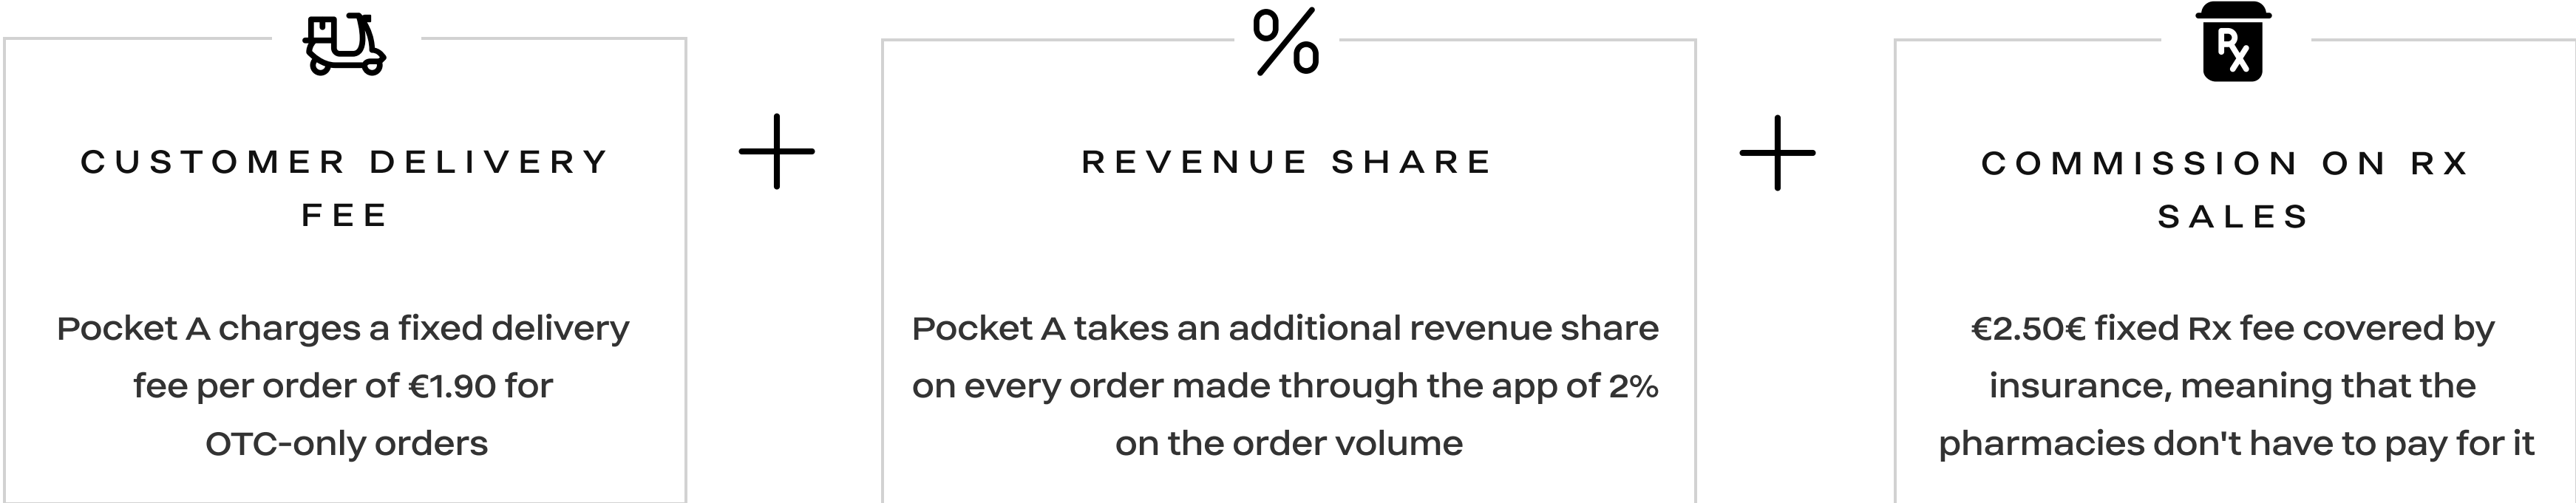 %
Rx
CUSTOMER DELIVERY
FEE
+
REVENUE SHARE
+
COMMISSION ON RX
SALES
Pocket A charges a fixed delivery
fee per order of €1.90 for
OTC-only orders
Pocket A takes an additional revenue share
on every order made through the app of 2%
on the order volume
€2.50€ fixed Rx fee covered by
insurance, meaning that the
pharmacies don't have to pay for it